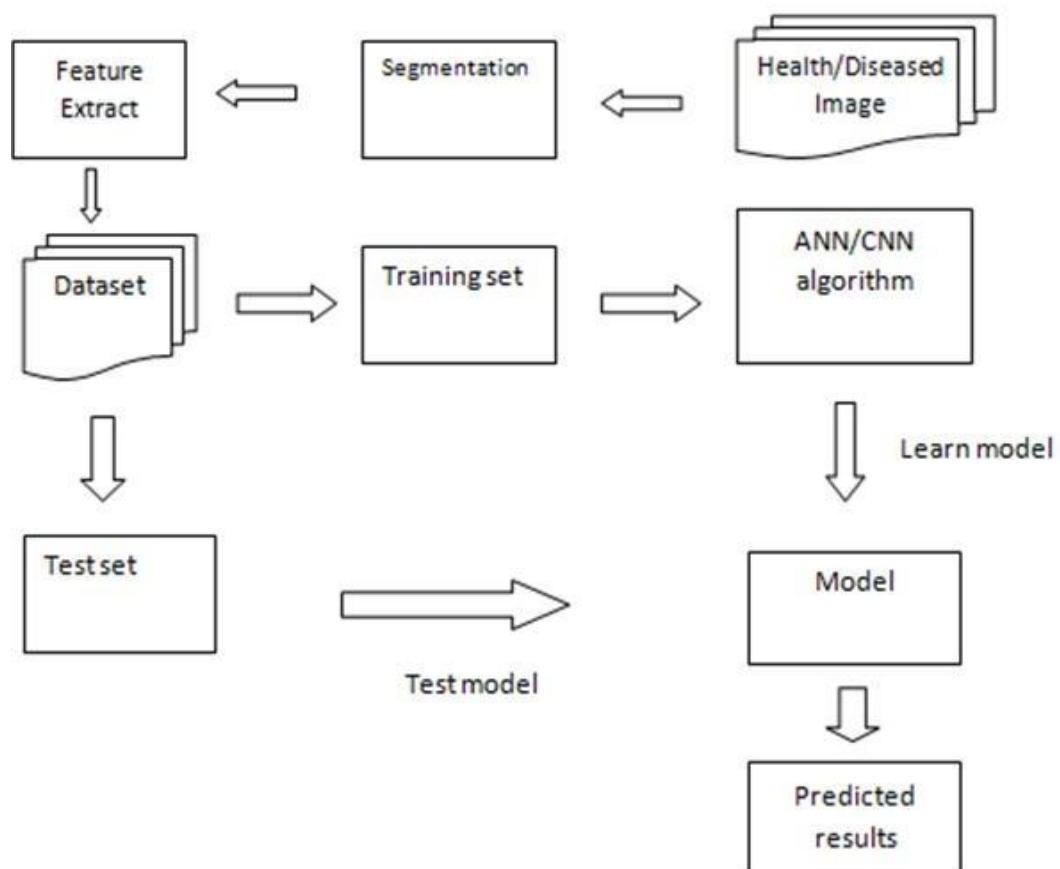 Feature
Extract
Segmentation
Health/Diseased
Image
Dataset
Training set
ANN/CNN
algorithm
Learn model
Test set
Model
Test model
Predicted
results